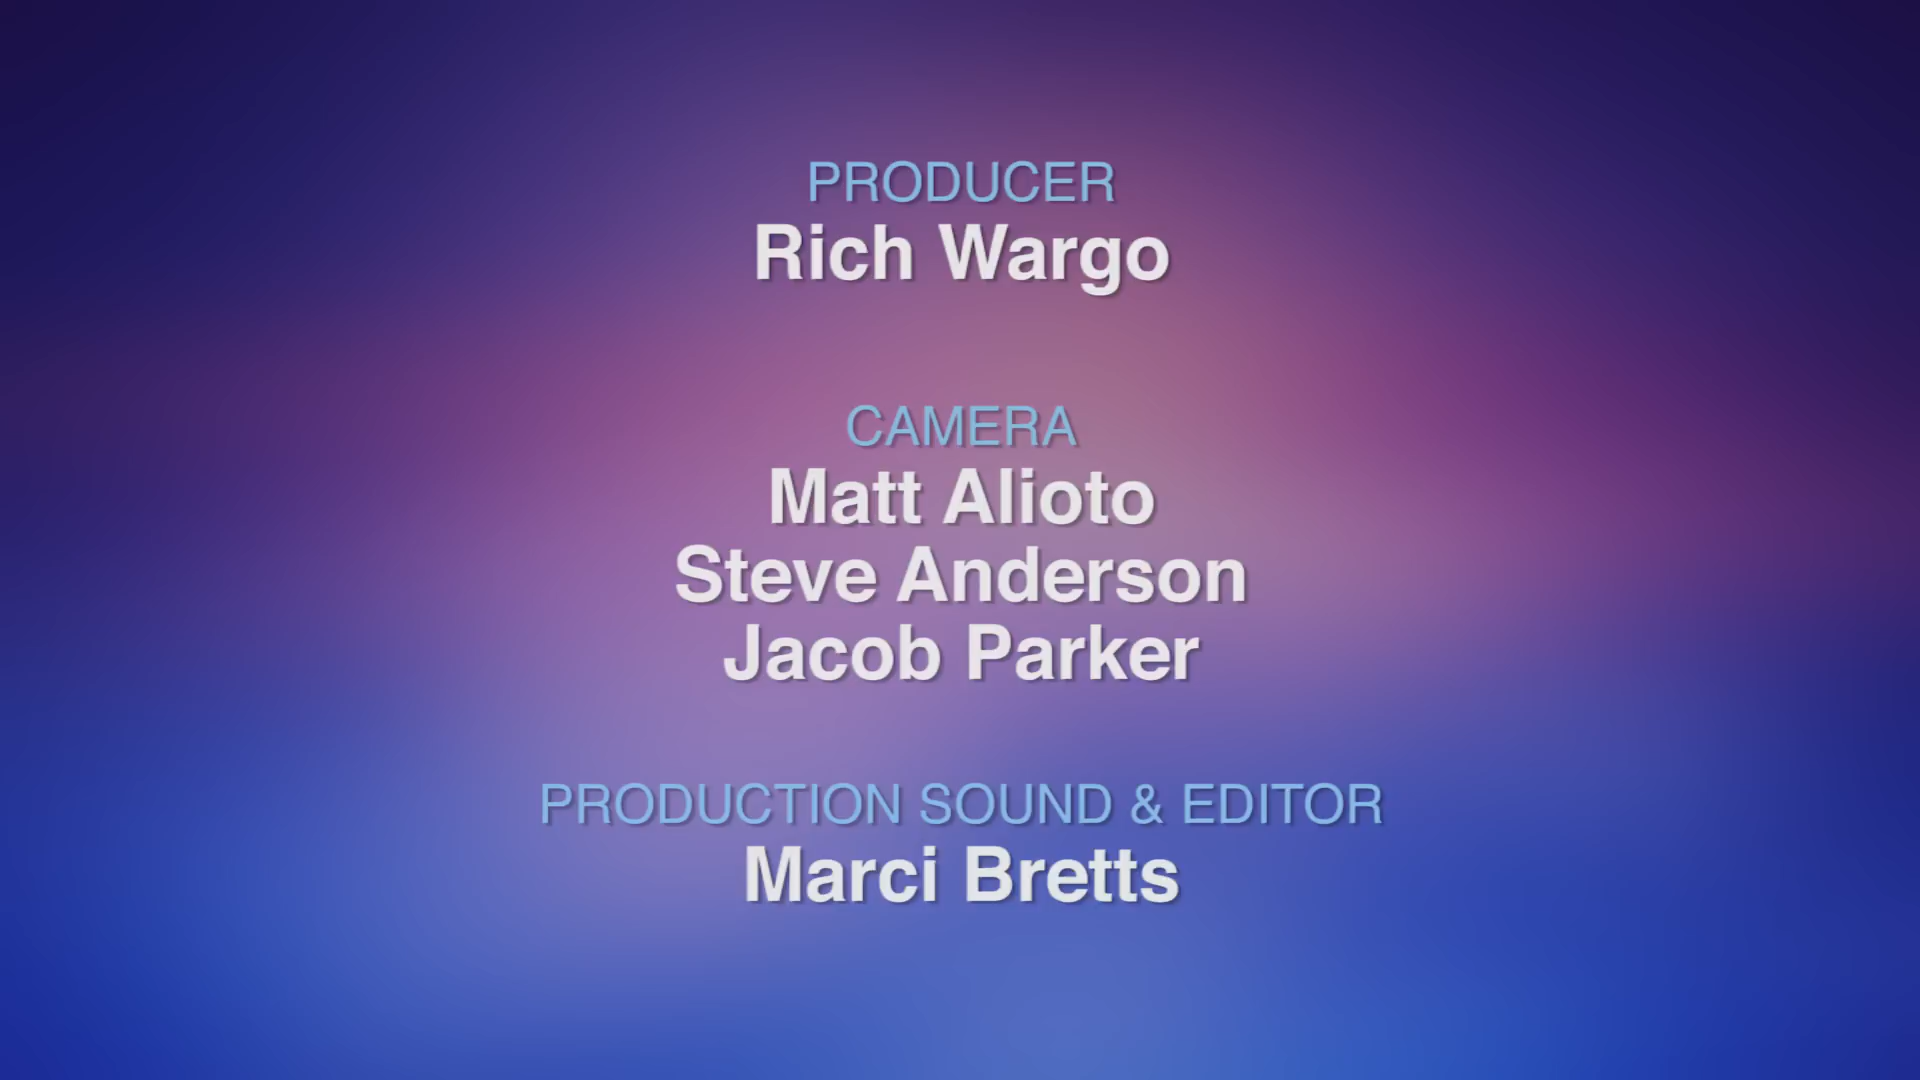 PRODUCER
Rich Wargo
CAMERA
Matt Alioto
Steve Anderson
Jacob Parker
PRODUCTION SOUND & EDITOR
Marci Bretts